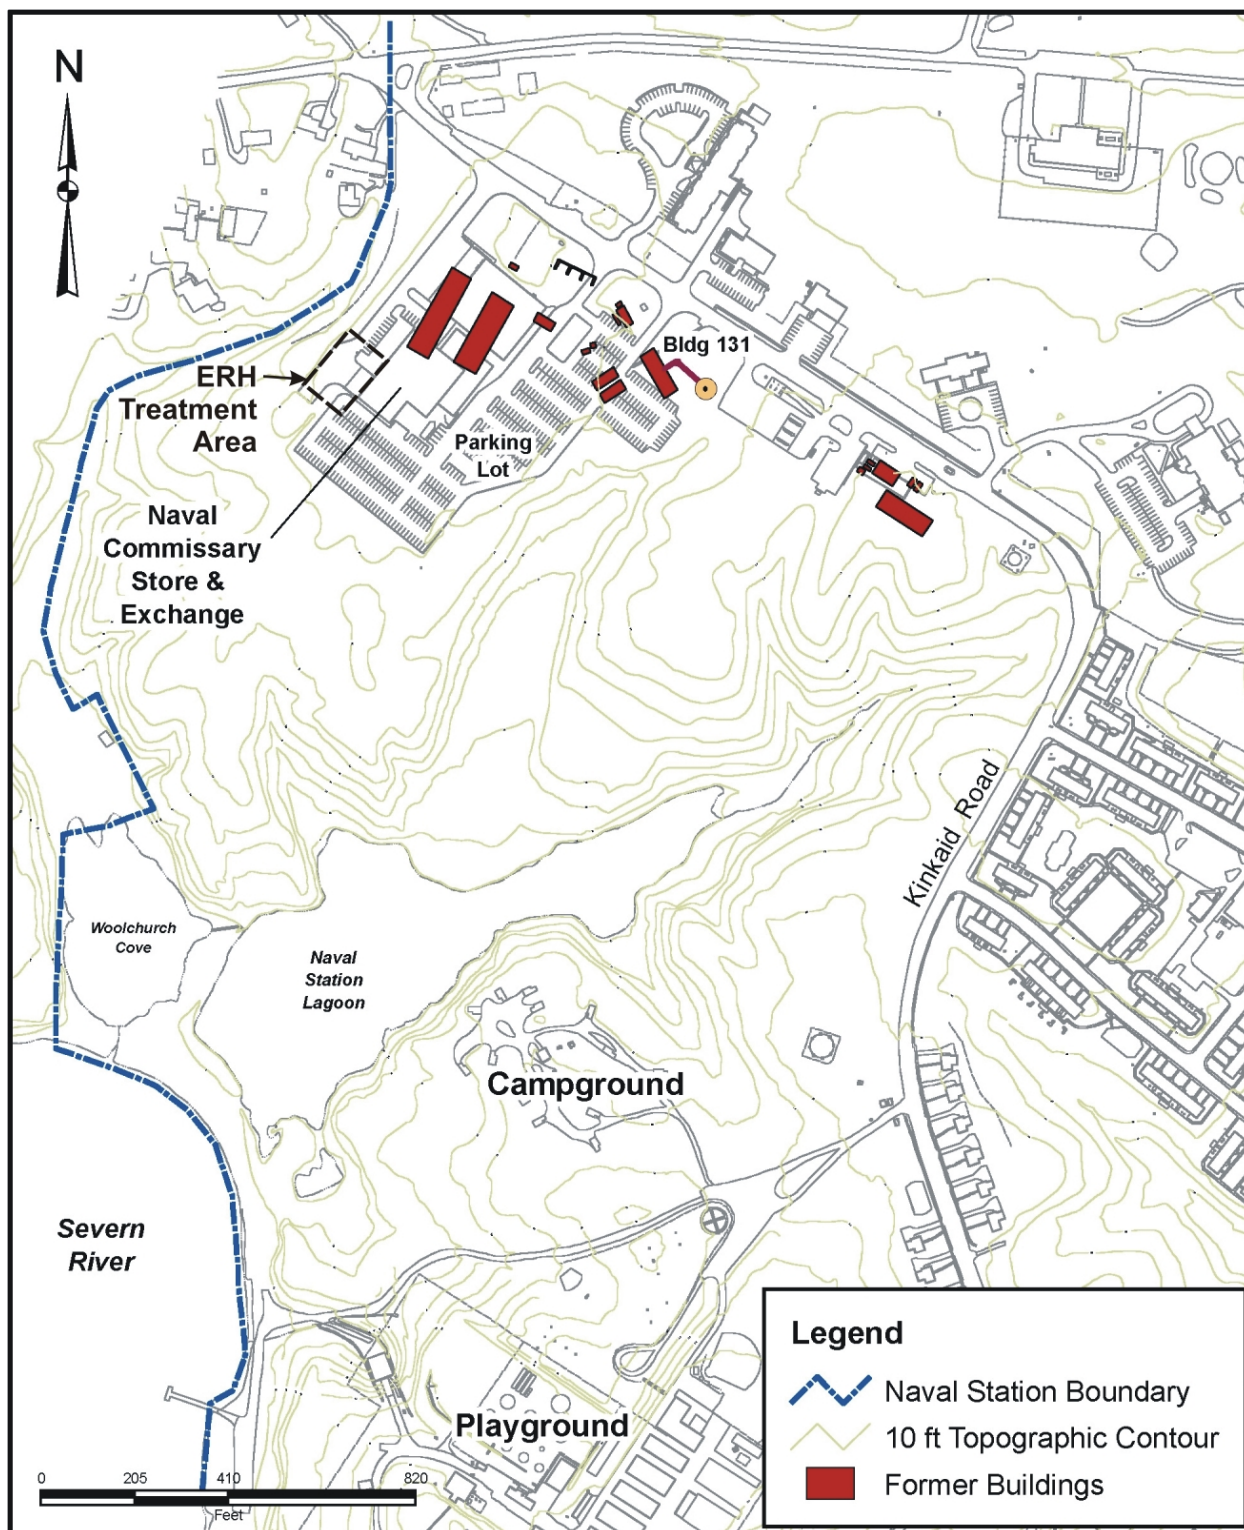 N
Bldg 131
ERH
Treatment
Area
Parking
Lot
Naval
Commissary
Store &
Exchange
Kinkaid Road
Woolchurch
Cove
Naval
Station
Lagoon
Campground
Severn
River
Playground
Legend
Naval Station Boundary
10 ft Topographic Contour
Former Buildings
0 205 410 820
Feet